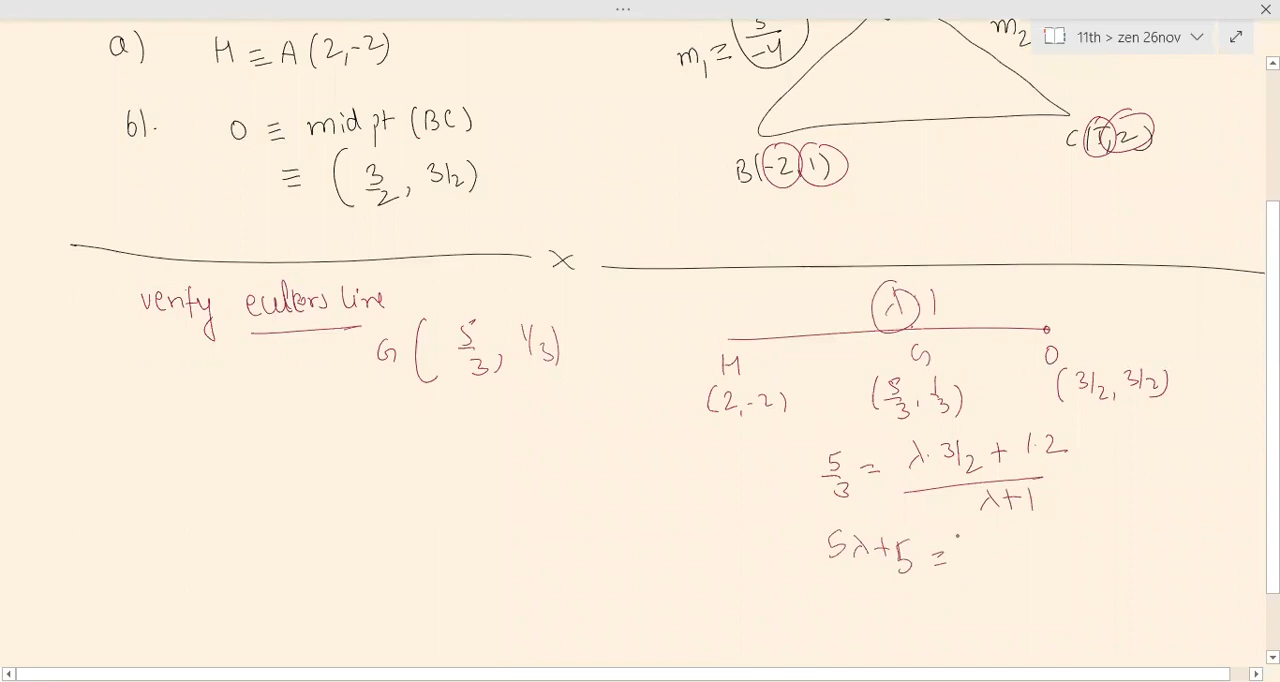 a) H ≡ A (2,-2)
m₁ = 5/-4
m₂
11th > zen 26nov
b). O ≡ mid pt (BC)
≡ (3/2, 3/2)
B(-2, 1)
C(
2)
x
verify eulers line
G (5/3, 1/3)
λ 1
H G O
(2,-2) (5/3, 1/3) (3/2, 3/2)
5/3 = (λ. 3/2 + 1.2)/(λ+1)
5λ+5 =